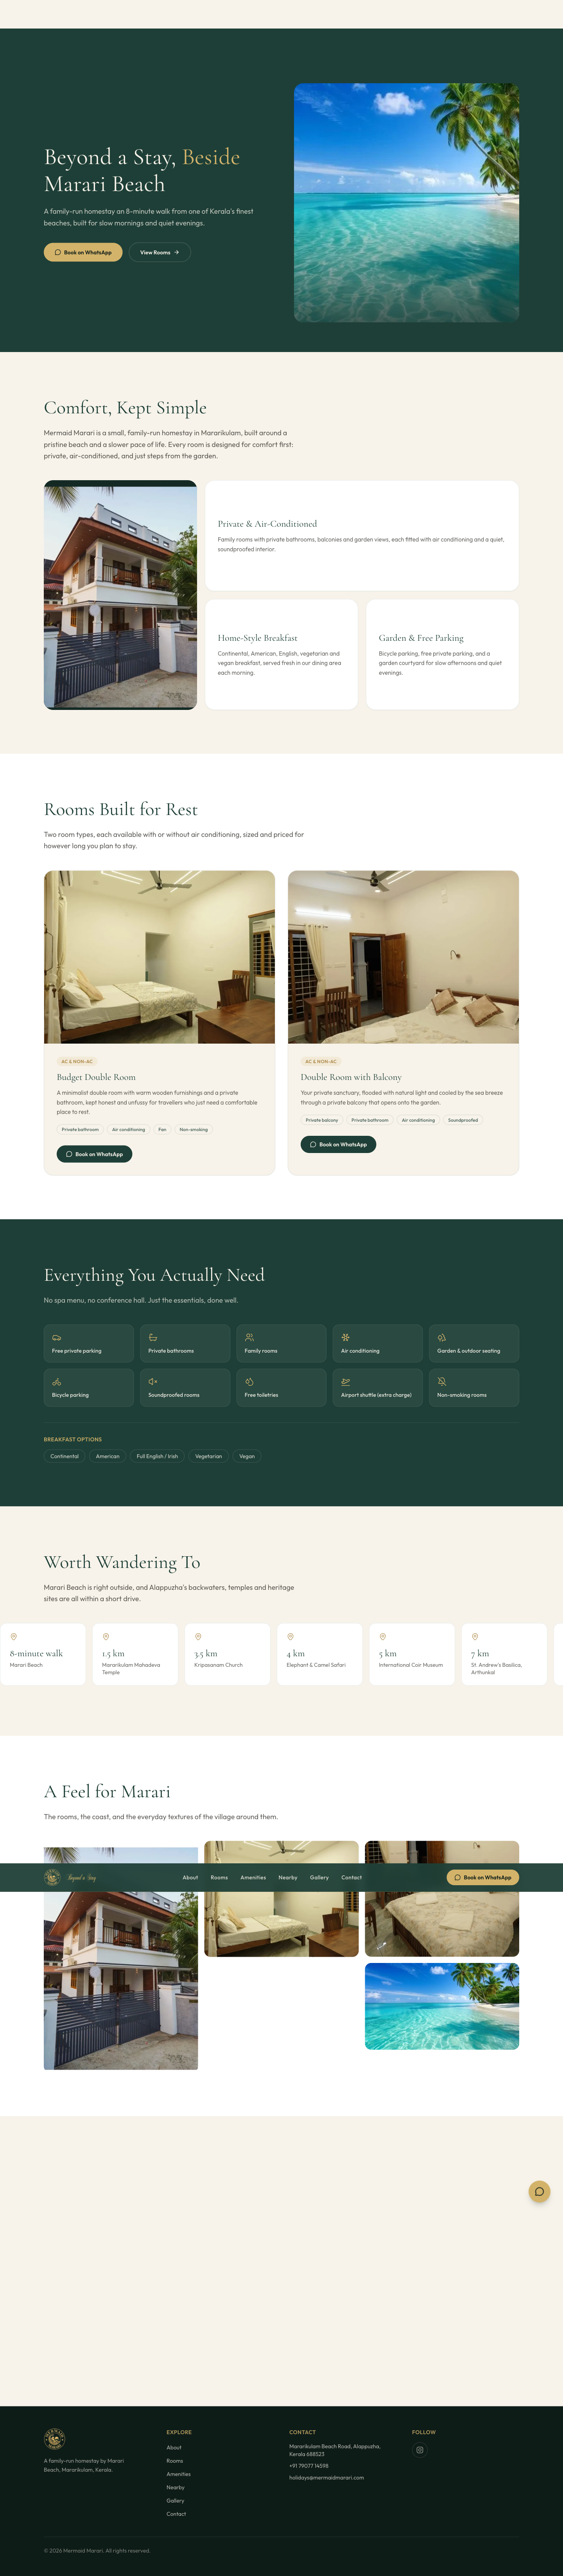 Beyond a Stay, Beside
Marari Beach
A family-run homestay an 8-minute walk from one of Kerala's finest
beaches, built for slow mornings and quiet evenings.
Book on WhatsApp
View Rooms
Comfort, Kept Simple
Mermaid Marari is a small, family-run homestay in Mararikulam, built around a
pristine beach and a slower pace of life. Every room is designed for comfort first:
private, air-conditioned, and just steps from the garden.
Private & Air-Conditioned
Family rooms with private bathrooms, balconies and garden views, each fitted with air conditioning and a quiet,
soundproofed interior.
Home-Style Breakfast
Continental, American, English, vegetarian and
vegan breakfast, served fresh in our dining area
each morning.
Garden & Free Parking
Bicycle parking, free private parking, and a
garden courtyard for slow afternoons and quiet
evenings.
Rooms Built for Rest
Two room types, each available with or without air conditioning, sized and priced for
however long you plan to stay.
AC & NON-AC
Budget Double Room
A minimalist double room with warm wooden furnishings and a private
bathroom, kept honest and unfussy for travellers who just need a comfortable
place to rest.
Private bathroom
Air conditioning
Fan
Non-smoking
Book on WhatsApp
AC & NON-AC
Double Room with Balcony
Your private sanctuary, flooded with natural light and cooled by the sea breeze
through a private balcony that opens onto the garden.
Private balcony
Private bathroom
Air conditioning
Soundproofed
Book on WhatsApp
Everything You Actually Need
No spa menu, no conference hall. Just the essentials, done well.
Free private parking
Private bathrooms
Family rooms
Air conditioning
Garden & outdoor seating
Bicycle parking
Soundproofed rooms
Free toiletries
Airport shuttle (extra charge)
Non-smoking rooms
BREAKFAST OPTIONS
Continental
American
Full English / Irish
Vegetarian
Vegan
Worth Wandering To
Marari Beach is right outside, and Alappuzha's backwaters, temples and heritage
sites are all within a short drive.
8-minute walk
Marari Beach
1.5 km
Mararikulam Mahadeva
Temple
3.5 km
Kripasanam Church
4 km
Elephant & Camel Safari
5 km
International Coir Museum
7 km
St. Andrew's Basilica,
Arthunkal
A Feel for Marari
The rooms, the coast, and the everyday textures of the village around them.
Beyond a Stay
About
Rooms
Amenities
Nearby
Gallery
Contact
Book on WhatsApp
A family-run homestay by Marari
Beach, Mararikulam, Kerala.
EXPLORE
About
Rooms
Amenities
Nearby
Gallery
Contact
CONTACT
Mararikulam Beach Road, Alappuzha,
Kerala 688523
+91 79077 14598
holidays@mermaidmarari.com
FOLLOW
© 2026 Mermaid Marari. All rights reserved.